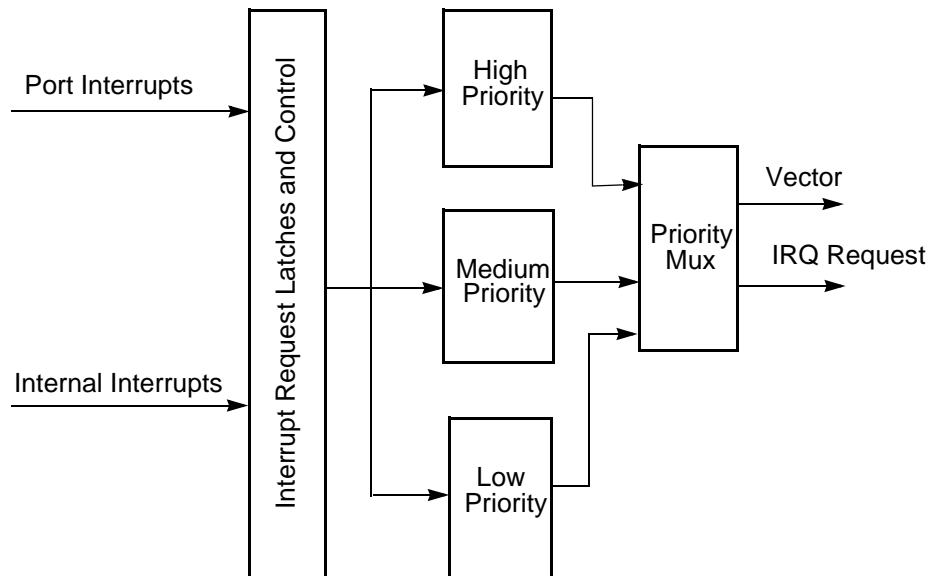 Port Interrupts
Internal Interrupts
Interrupt Request Latches and Control
High
Priority
Medium
Priority
Low
Priority
Priority
Mux
Vector
IRQ Request